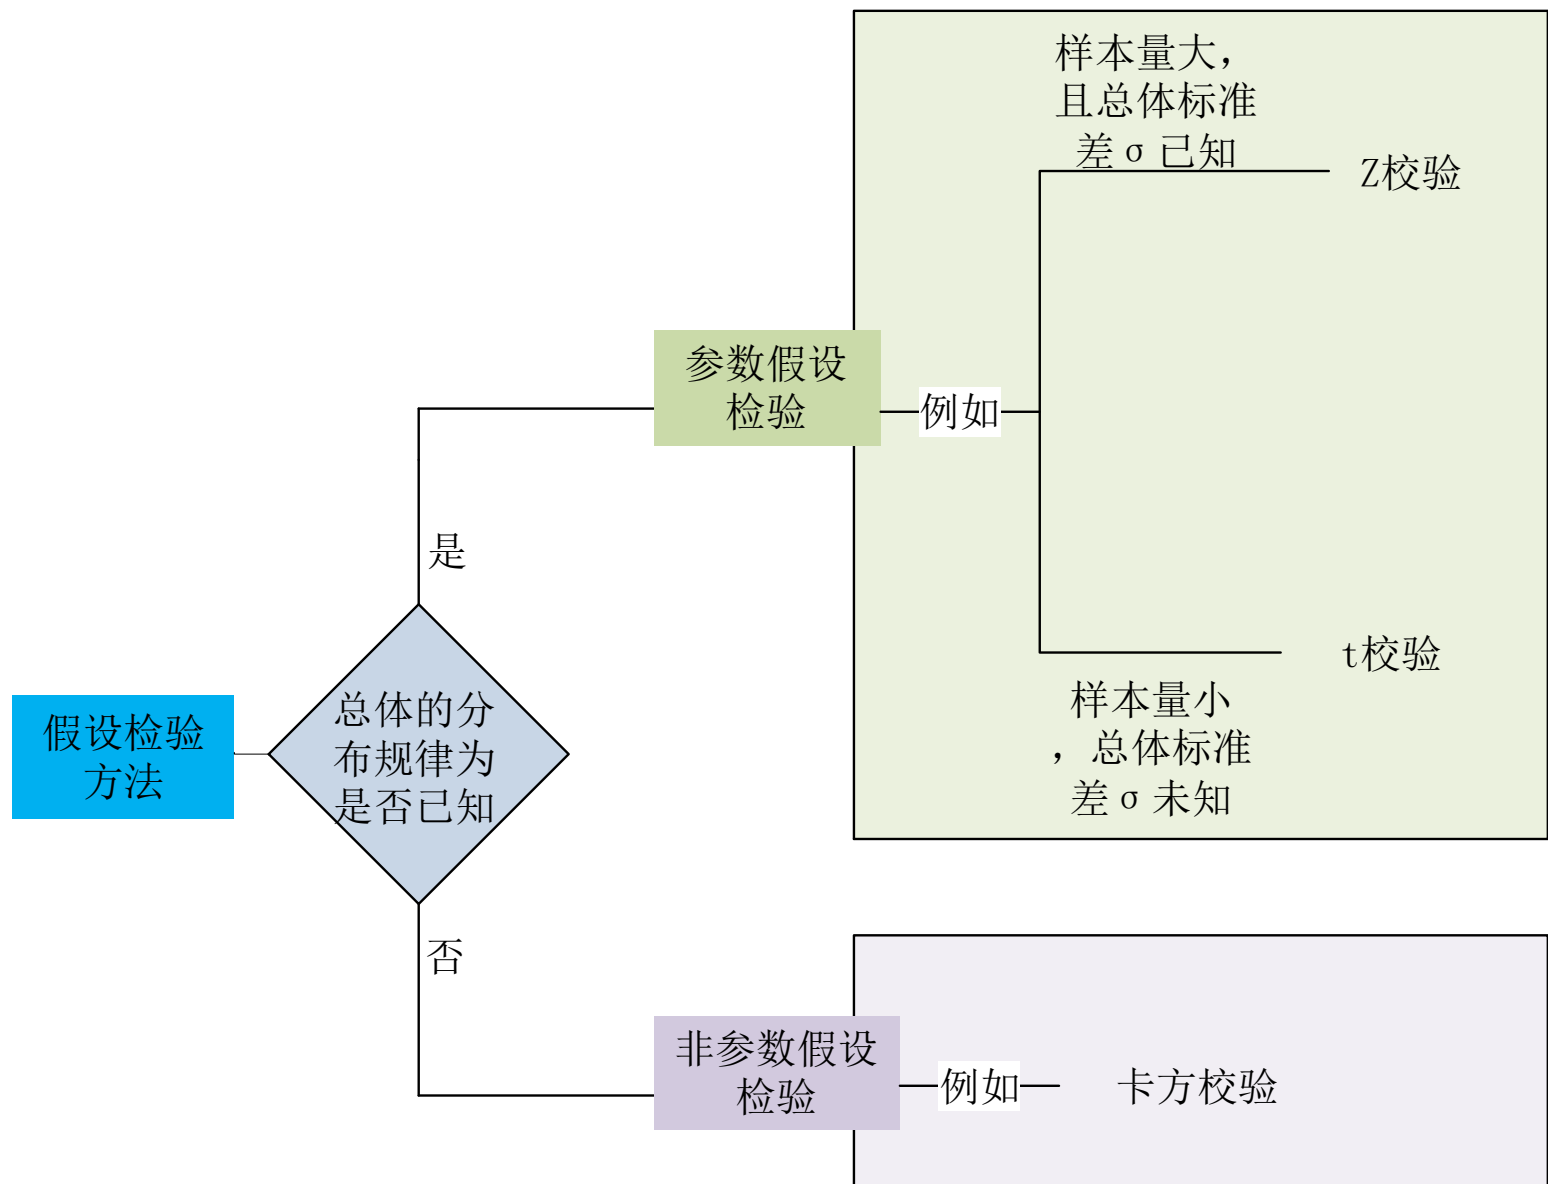 样本量大，
且总体标准
差σ已知
Z校验
参数假设
检验
例如
是
t校验
样本量小
，总体标准
差σ未知
假设检验
方法
总体的分
布规律为
是否已知
否
非参数假设
检验
例如
卡方校验